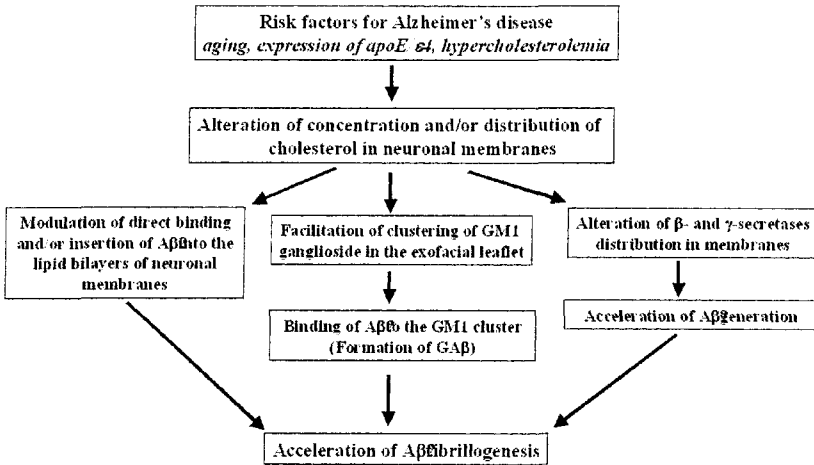 Risk factors for Alzheimer's disease
aging, expression of apoE ε4, hypercholesterolemia
Alteration of concentration and/or distribution of
cholesterol in neuronal membranes
Modulation of direct binding
and/or insertion of Aβ into the
lipid bilayers of neuronal
membranes
Facilitation of clustering of GM1
ganglioside in the exofacial leaflet
Alteration of β- and γ-secretases
distribution in membranes
Binding of Aβ to the GM1 cluster
(Formation of GAβ)
Acceleration of Aβ generation
Acceleration of Aβ fibrillogenesis